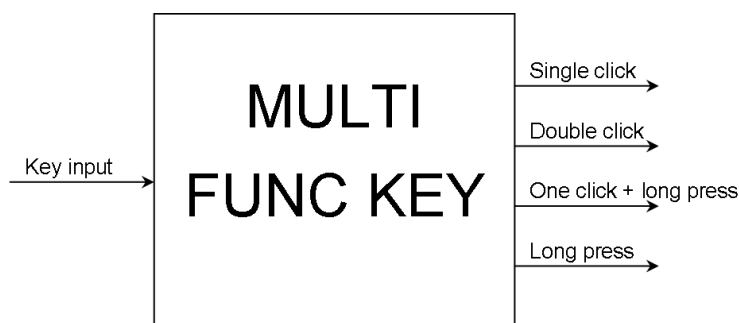 Key input
MULTI
FUNC KEY
Single click
Double click
One click + long press
Long press